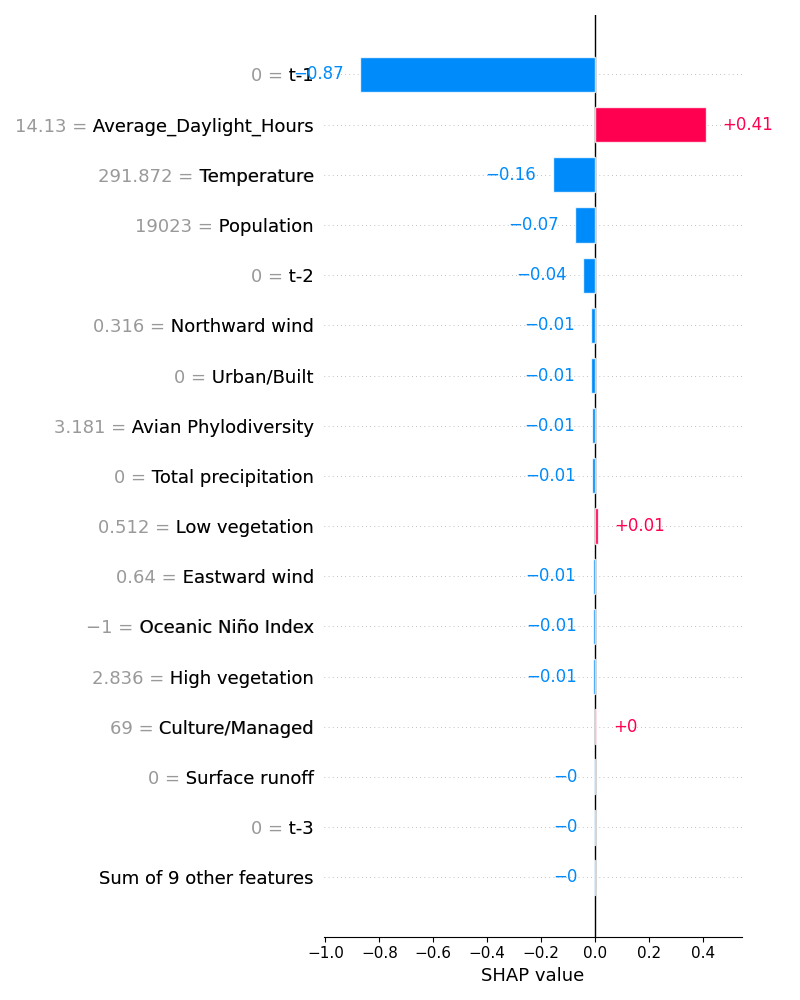 0 = t-1 −0.87
14.13 = Average_Daylight_Hours +0.41
291.872 = Temperature −0.16
19023 = Population −0.07
0 = t-2 −0.04
0.316 = Northward wind −0.01
0 = Urban/Built −0.01
3.181 = Avian Phylodiversity −0.01
0 = Total precipitation −0.01
0.512 = Low vegetation +0.01
0.64 = Eastward wind −0.01
−1 = Oceanic Niño Index −0.01
2.836 = High vegetation −0.01
69 = Culture/Managed +0
0 = Surface runoff −0
0 = t-3 −0
Sum of 9 other features −0
−1.0 −0.8 −0.6 −0.4 −0.2 0.0 0.2 0.4
SHAP value